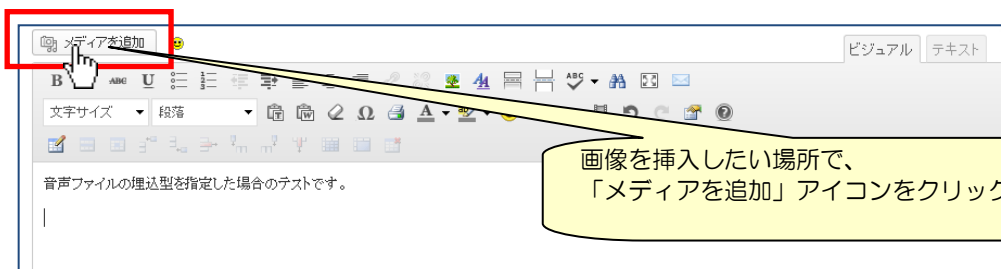 メディアを追加
ビジュアル テキスト
B ABC U ABC
文字サイズ 段落 Ω A
音声ファイルの埋込型を指定した場合のテストです。
画像を挿入したい場所で、
「メディアを追加」アイコンをクリック